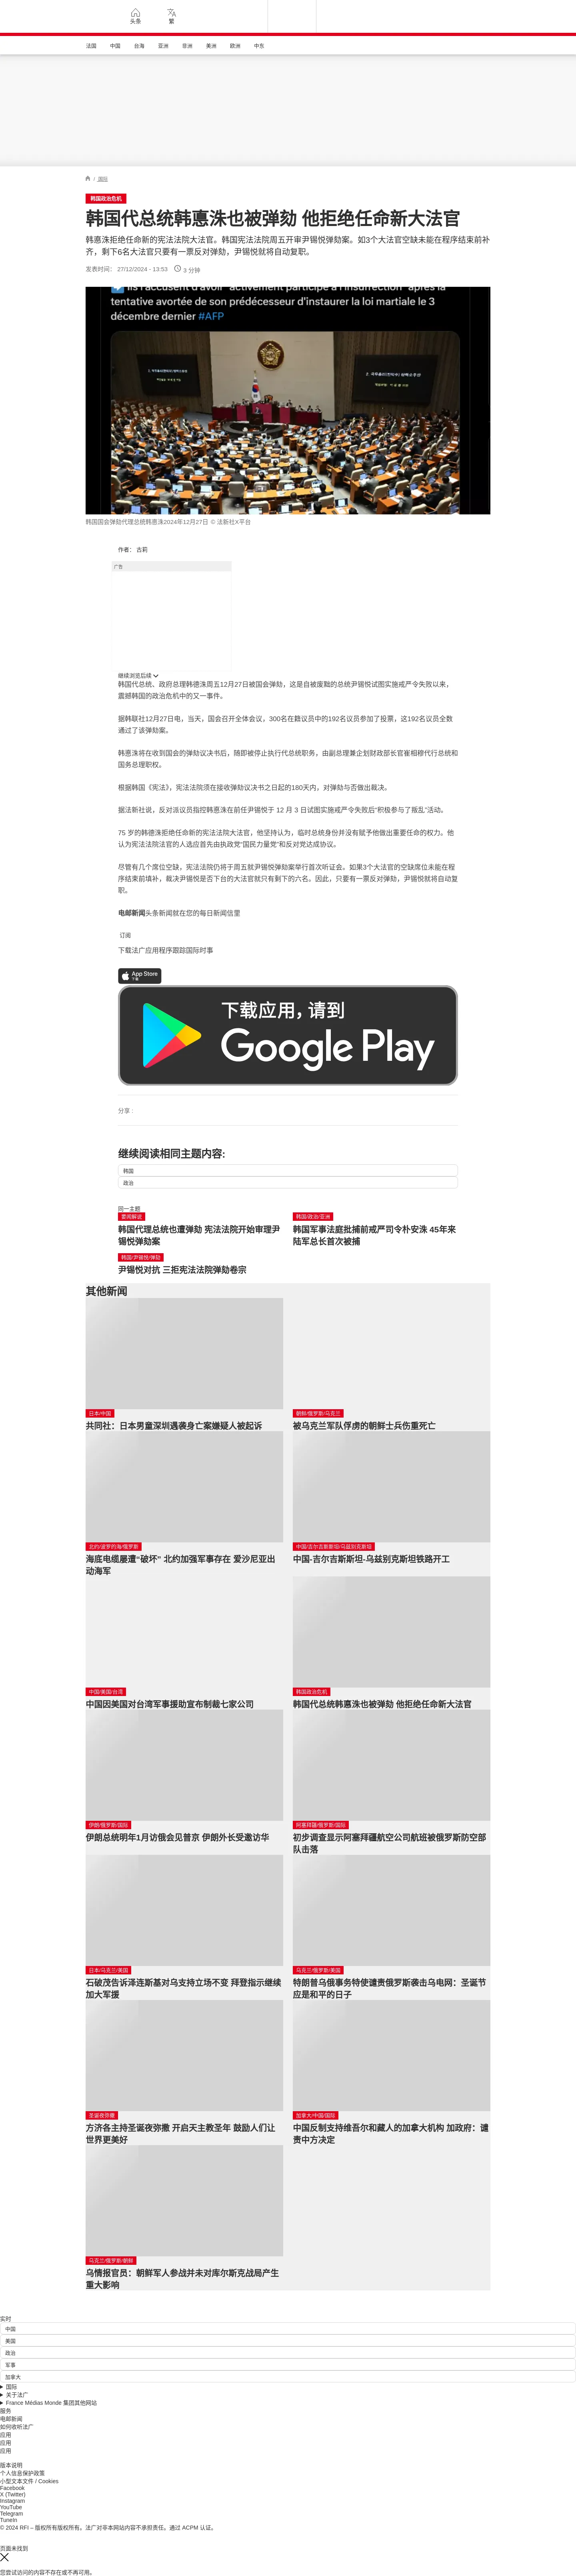 头条
繁
法国
中国
台海
亚洲
非洲
美洲
欧洲
中东
/ 国际
韩国政治危机
韩国代总统韩悳洙也被弹劾 他拒绝任命新大法官
韩悳洙拒绝任命新的宪法法院大法官。韩国宪法法院周五开审尹锡悦弹劾案。如3个大法官空缺未能在程序结束前补齐，剩下6名大法官只要有一票反对弹劾，尹锡悦就将自动复职。
发表时间： 27/12/2024 - 13:53
3 分钟
Ils l'accusent d'avoir "activement participé" après la
tentative avortée de son prédécesseur d'instaurer la loi martiale le 3
décembre dernier #AFP
韩国国会弹劾代理总统韩悳洙2024年12月27日 © 法新社X平台
作者： 古莉
广告
继续浏览后续
韩国代总统、政府总理韩德洙周五12月27日被国会弹劾，这是自被废黜的总统尹锡悦试图实施戒严令失败以来，震撼韩国的政治危机中的又一事件。
据韩联社12月27日电，当天，国会召开全体会议，300名在籍议员中的192名议员参加了投票，这192名议员全数通过了该弹劾案。
韩悳洙将在收到国会的弹劾议决书后，随即被停止执行代总统职务，由副总理兼企划财政部长官崔相穆代行总统和国务总理职权。
根据韩国《宪法》，宪法法院须在接收弹劾议决书之日起的180天内，对弹劾与否做出裁决。
据法新社说，反对派议员指控韩悳洙在前任尹锡悦于 12 月 3 日试图实施戒严令失败后“积极参与了叛乱”活动。
75 岁的韩德洙拒绝任命新的宪法法院大法官，他坚持认为，临时总统身份并没有赋予他做出重要任命的权力。他认为宪法法院法官的人选应首先由执政党“国民力量党”和反对党达成协议。
尽管有几个席位空缺，宪法法院仍将于周五就尹锡悦弹劾案举行首次听证会。如果3个大法官的空缺席位未能在程序结束前填补，裁决尹锡悦是否下台的大法官就只有剩下的六名。因此，只要有一票反对弹劾，尹锡悦就将自动复职。
电邮新闻头条新闻就在您的每日新闻信里
订阅
下载法广应用程序跟踪国际时事
App Store
下载
下载应用，请到
Google Play
分享 :
继续阅读相同主题内容:
韩国
政治
同一主题
要闻解说
韩国代理总统也遭弹劾 宪法法院开始审理尹锡悦弹劾案
韩国/政治/亚洲
韩国军事法庭批捕前戒严司令朴安洙 45年来陆军总长首次被捕
韩国/尹锡悦/弹劾
尹锡悦对抗 三拒宪法法院弹劾卷宗
其他新闻
日本/中国
共同社：日本男童深圳遇袭身亡案嫌疑人被起诉
朝鲜/俄罗斯/乌克兰
被乌克兰军队俘虏的朝鲜士兵伤重死亡
北约/波罗的海/俄罗斯
海底电缆屡遭“破坏” 北约加强军事存在 爱沙尼亚出动海军
中国/吉尔吉斯斯坦/乌兹别克斯坦
中国-吉尔吉斯斯坦-乌兹别克斯坦铁路开工
中国/美国/台湾
中国因美国对台湾军事援助宣布制裁七家公司
韩国政治危机
韩国代总统韩悳洙也被弹劾 他拒绝任命新大法官
伊朗/俄罗斯/国际
伊朗总统明年1月访俄会见普京 伊朗外长受邀访华
阿塞拜疆/俄罗斯/国际
初步调查显示阿塞拜疆航空公司航班被俄罗斯防空部队击落
日本/乌克兰/美国
石破茂告诉泽连斯基对乌支持立场不变 拜登指示继续加大军援
乌克兰/俄罗斯/美国
特朗普乌俄事务特使谴责俄罗斯袭击乌电网：圣诞节应是和平的日子
圣诞夜弥撒
方济各主持圣诞夜弥撒 开启天主教圣年 鼓励人们让世界更美好
加拿大/中国/国际
中国反制支持维吾尔和藏人的加拿大机构 加政府：谴责中方决定
乌克兰/俄罗斯/朝鲜
乌情报官员：朝鲜军人参战并未对库尔斯克战局产生重大影响
实时
中国
美国
政治
军事
加拿大
国际
关于法广
France Médias Monde 集团其他网站
服务
电邮新闻
如何收听法广
应用
应用
应用
版本说明
个人信息保护政策
小型文本文件 / Cookies
Facebook
X (Twitter)
Instagram
YouTube
Telegram
TuneIn
© 2024 RFI – 版权所有版权所有。法广对非本网站内容不承担责任。通过 ACPM 认证。
页面未找到
您尝试访问的内容不存在或不再可用。